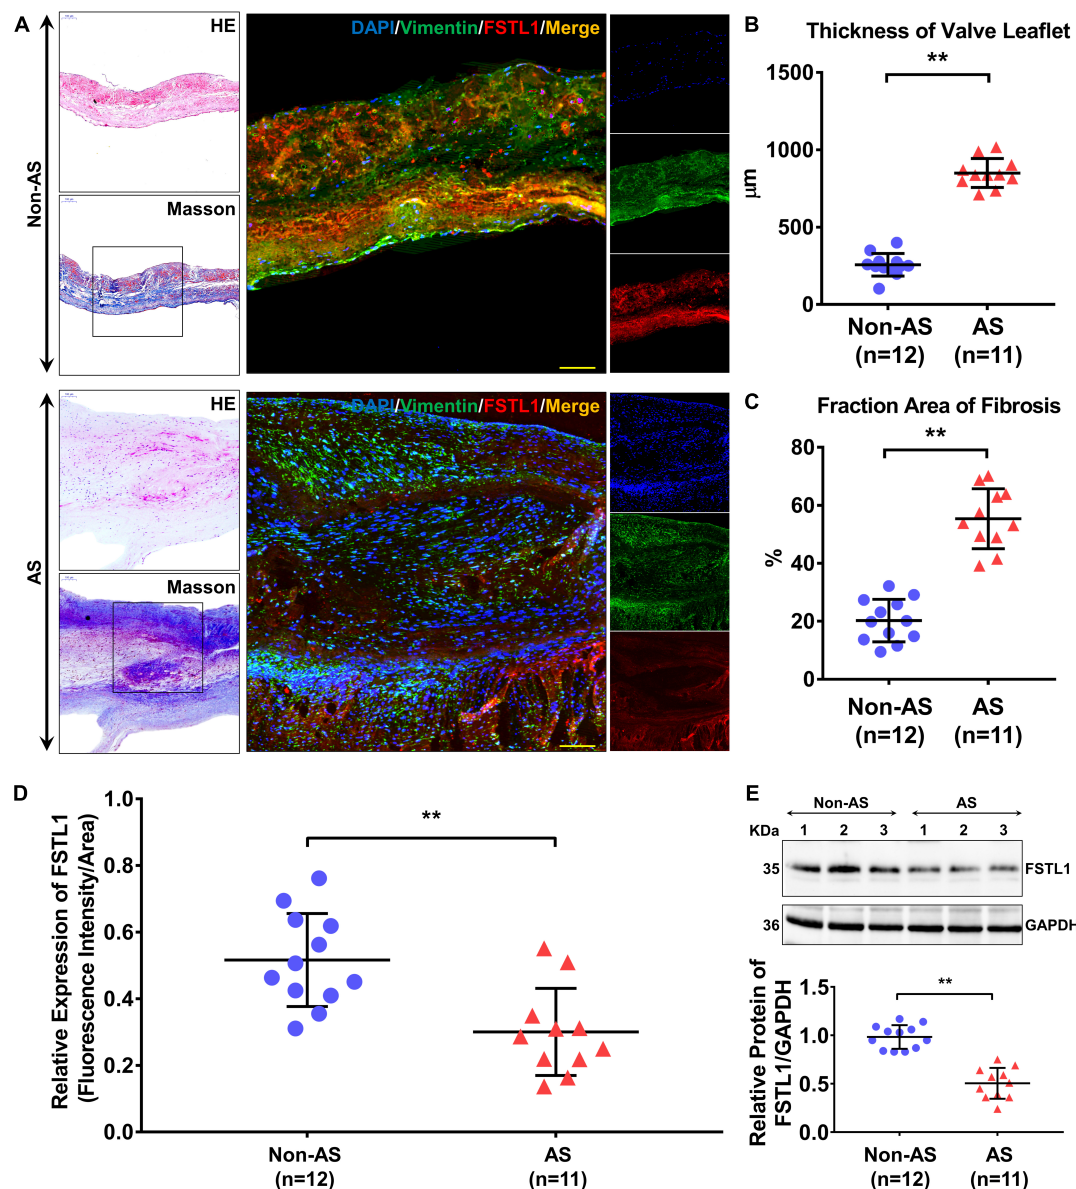 A
Non-AS
HE
Masson
DAPI/Vimentin/FSTL1/Merge
AS
HE
Masson
DAPI/Vimentin/FSTL1/Merge
B
Thickness of Valve Leaflet
**
1500
1000
500
0
μm
Non-AS
(n=12)
AS
(n=11)
C
Fraction Area of Fibrosis
**
80
60
40
20
0
%
Non-AS
(n=12)
AS
(n=11)
D
Relative Expression of FSTL1
(Fluorescence Intensity/Area)
**
1.0
0.8
0.6
0.4
0.2
0.0
Non-AS
(n=12)
AS
(n=11)
E
Non-AS AS
KDa 1 2 3 1 2 3
35 FSTL1
36 GAPDH
Relative Protein of
FSTL1/GAPDH
**
1.5
1.0
0.5
0.0
Non-AS
(n=12)
AS
(n=11)